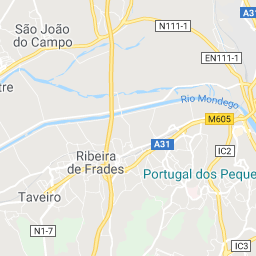 São João
do Campo
N111-1
A31
EN111-1
tre
Rio Mondego
M605
A31
IC2
Ribeira
de Frades
Portugal dos Peque
Taveiro
N1-7
IC3